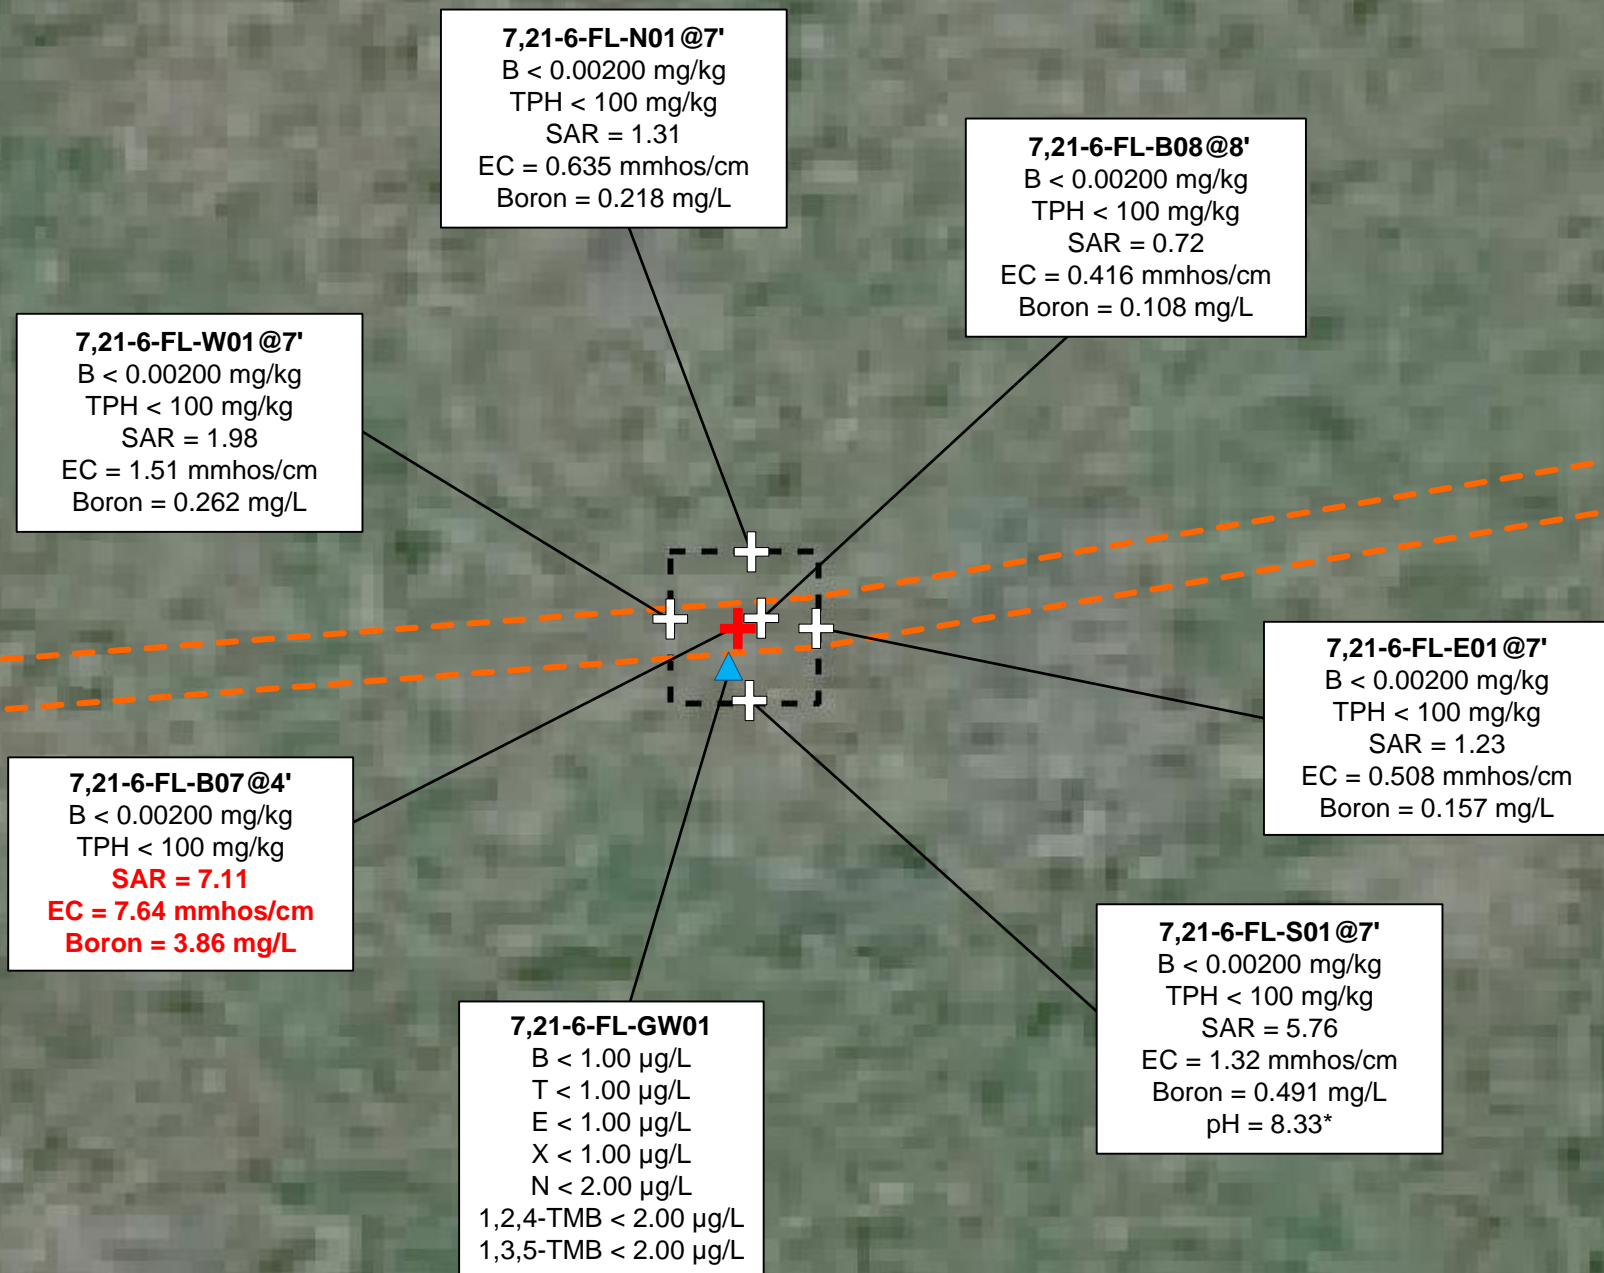 7,21-6-FL-N01@7'
B < 0.00200 mg/kg
TPH < 100 mg/kg
SAR = 1.31
EC = 0.635 mmhos/cm
Boron = 0.218 mg/L
7,21-6-FL-B08@8'
B < 0.00200 mg/kg
TPH < 100 mg/kg
SAR = 0.72
EC = 0.416 mmhos/cm
Boron = 0.108 mg/L
7,21-6-FL-W01@7'
B < 0.00200 mg/kg
TPH < 100 mg/kg
SAR = 1.98
EC = 1.51 mmhos/cm
Boron = 0.262 mg/L
7,21-6-FL-E01@7'
B < 0.00200 mg/kg
TPH < 100 mg/kg
SAR = 1.23
EC = 0.508 mmhos/cm
Boron = 0.157 mg/L
7,21-6-FL-B07@4'
B < 0.00200 mg/kg
TPH < 100 mg/kg
SAR = 7.11
EC = 7.64 mmhos/cm
Boron = 3.86 mg/L
7,21-6-FL-S01@7'
B < 0.00200 mg/kg
TPH < 100 mg/kg
SAR = 5.76
EC = 1.32 mmhos/cm
Boron = 0.491 mg/L
pH = 8.33*
7,21-6-FL-GW01
B < 1.00 µg/L
T < 1.00 µg/L
E < 1.00 µg/L
X < 1.00 µg/L
N < 2.00 µg/L
1,2,4-TMB < 2.00 µg/L
1,3,5-TMB < 2.00 µg/L